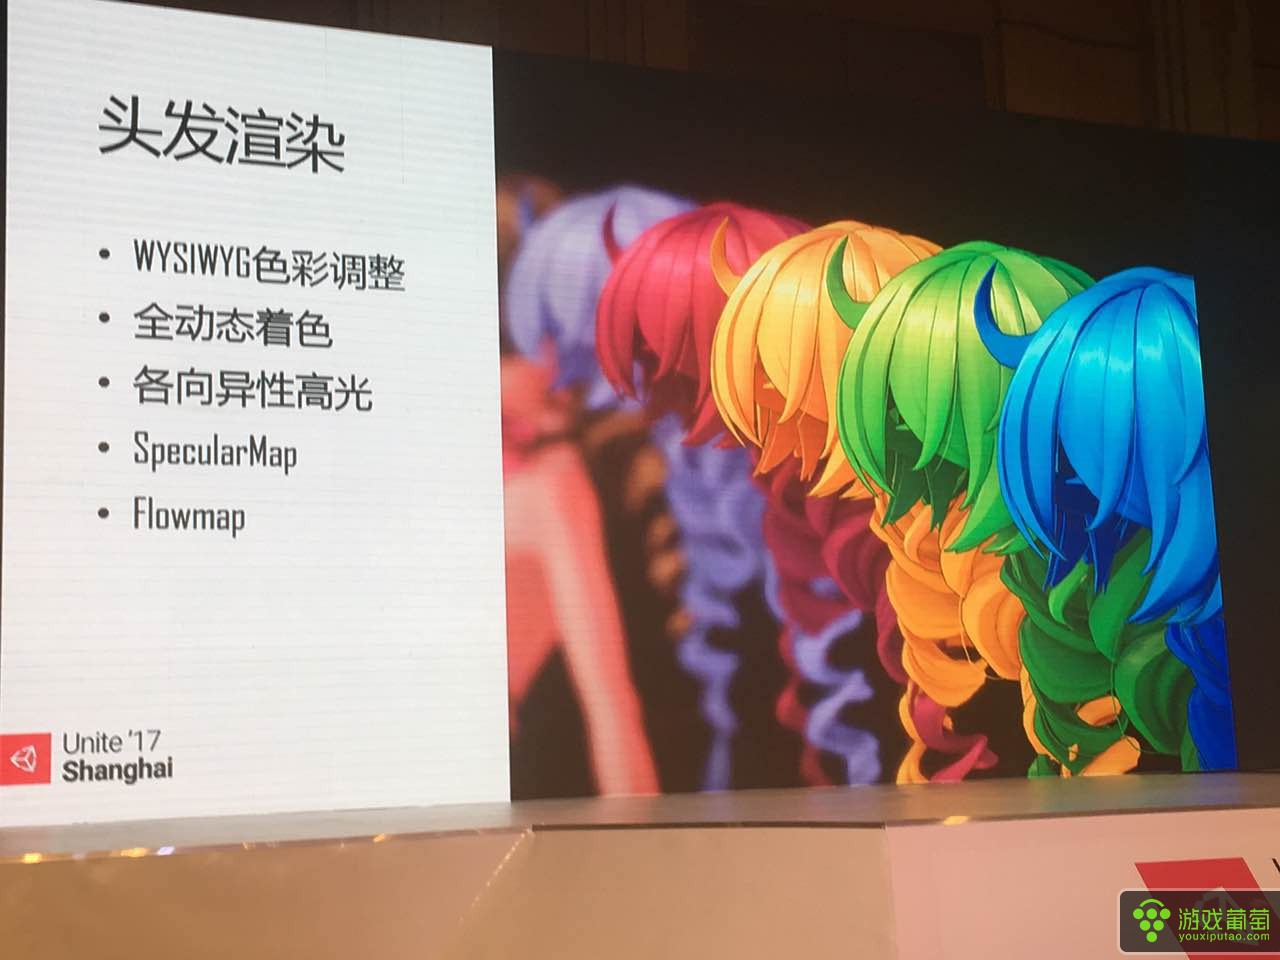 头发渲染
• WYSIWYG色彩调整
• 全动态着色
• 各向异性高光
• SpecularMap
• Flowmap
Unite '17
Shanghai
游戏葡萄
youxiputao.com